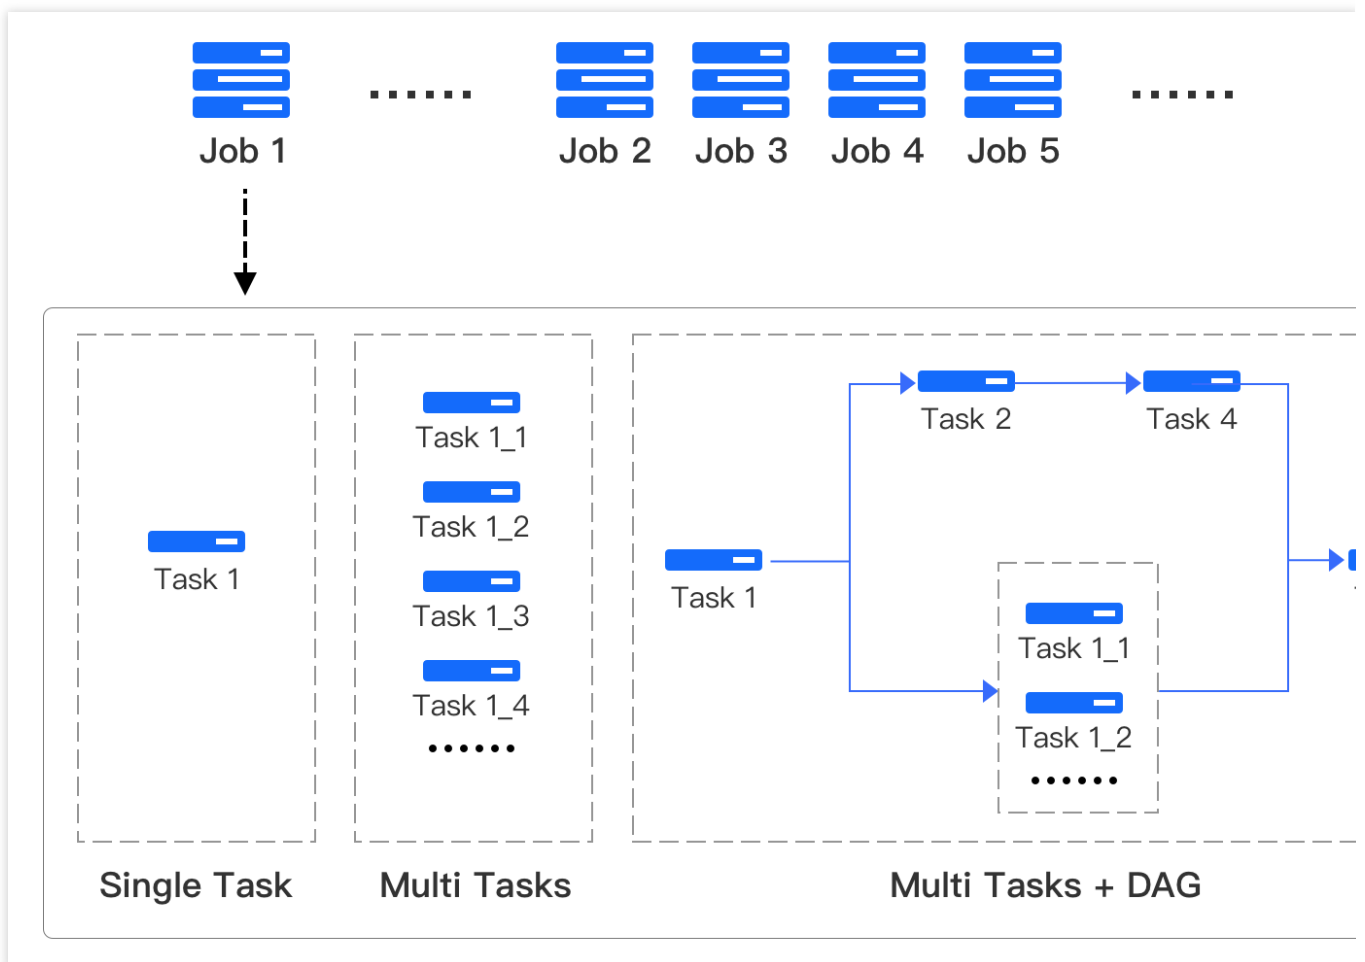 Job 1
Job 2
Job 3
Job 4
Job 5
Task 1
Task 1_1
Task 1_2
Task 1_3
Task 1_4
Task 1
Task 2
Task 4
Task 1_1
Task 1_2
Single Task
Multi Tasks
Multi Tasks + DAG